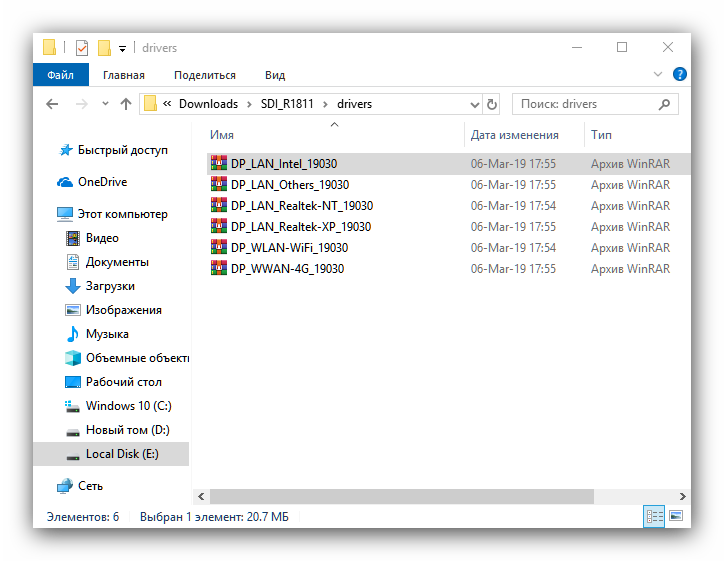 drivers
Файл Главная Поделиться Вид
« Downloads > SDI_R1811 > drivers Поиск: drivers
Имя Дата изменения Тип
Быстрый доступ
OneDrive
Этот компьютер
Видео
Документы
Загрузки
Изображения
Музыка
Объемные объекты
Рабочий стол
Windows 10 (C:)
Новый том (D:)
Local Disk (E:)
Сеть
DP_LAN_Intel_19030 06-Mar-19 17:55 Архив WinRAR
DP_LAN_Others_19030 06-Mar-19 17:55 Архив WinRAR
DP_LAN_Realtek-NT_19030 06-Mar-19 17:54 Архив WinRAR
DP_LAN_Realtek-XP_19030 06-Mar-19 17:55 Архив WinRAR
DP_WLAN-WiFi_19030 06-Mar-19 17:54 Архив WinRAR
DP_WWAN-4G_19030 06-Mar-19 17:55 Архив WinRAR
Элементов: 6 Выбран 1 элемент: 20.7 МБ